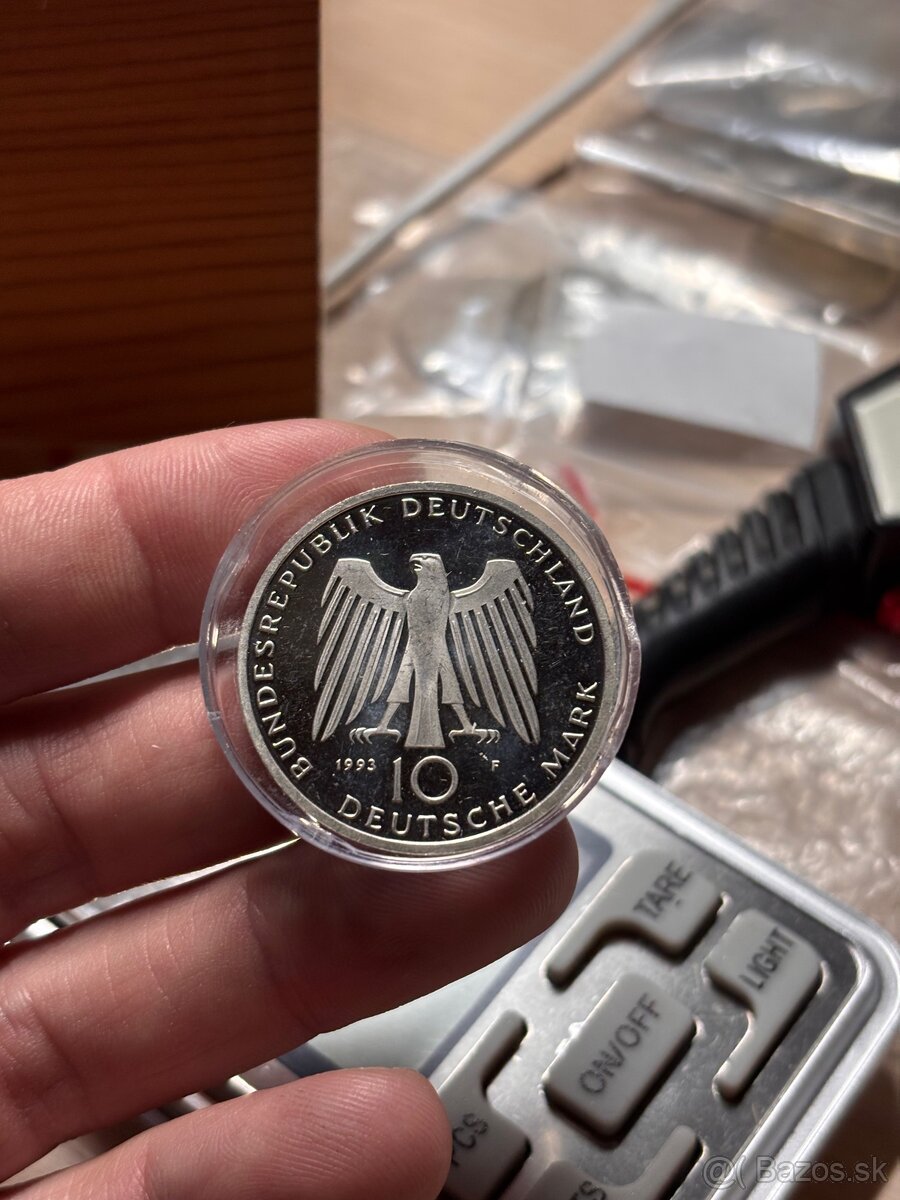 BUNDESREPUBLIK DEUTSCHLAND
1993 10 F
DEUTSCHE MARK
TARE
LIGHT
ON/OFF
PCS
@( Bazos.sk